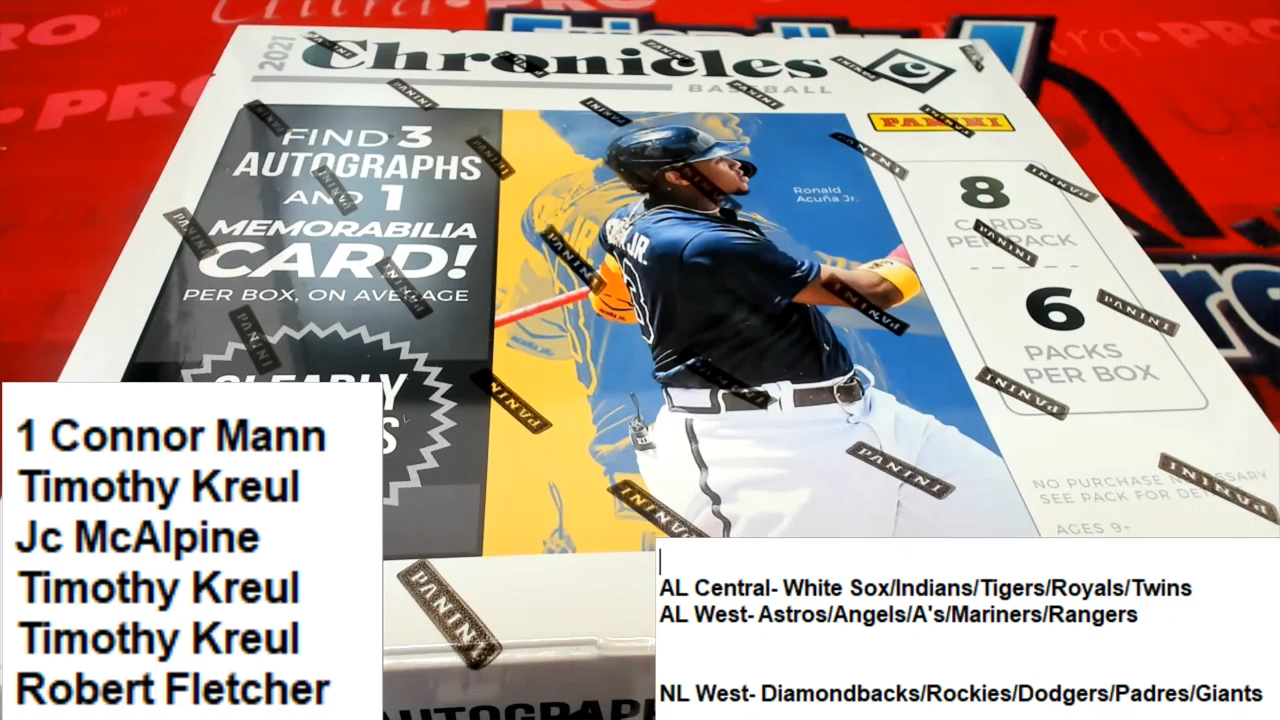 2021 Chronicles
BASEBALL
PANINI
FIND 3
AUTOGRAPHS
AND 1
MEMORABILIA
CARD!
PER BOX, ON AVERAGE
CLEARLY
Ronald
Acuña Jr.
8
CARDS
PER PACK
6
PACKS
PER BOX
NO PURCHASE NECESSARY
SEE PACK FOR DETAILS
AGES 9+
1 Connor Mann
Timothy Kreul
Jc McAlpine
Timothy Kreul
Timothy Kreul
Robert Fletcher
AL Central- White Sox/Indians/Tigers/Royals/Twins
AL West- Astros/Angels/A's/Mariners/Rangers
NL West- Diamondbacks/Rockies/Dodgers/Padres/Giants